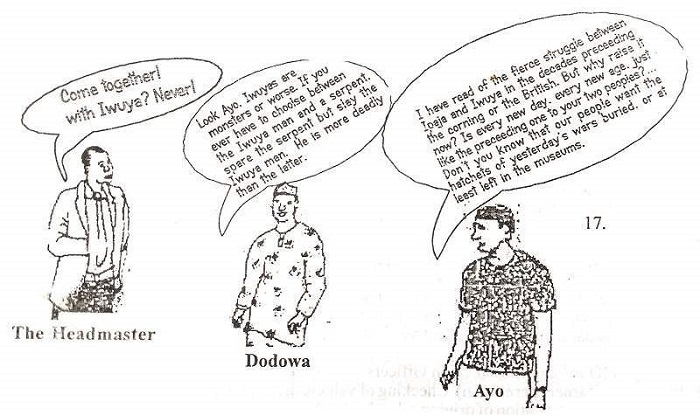 Come together!
with Iwuya? Never!
Look Ayo. Iwuyas are
monsters or worse. If you
ever have to choose between
the Iwuya man and a serpent.
spare the serpent but slay the
Iwuya man. He is more deadly
than the latter.
I have read of the fierce struggle between
Iogja and Iwuya in the decades preceeding
the corning or the British. But why raise it
now? Is every new day, every new age, just
like the preceeding one to your two peoples?...
Don't you know that our people want the
hatchets of yesterday's wars buried, or at
least left in the museums.
17.
The Headmaster
Dodowa
Ayo